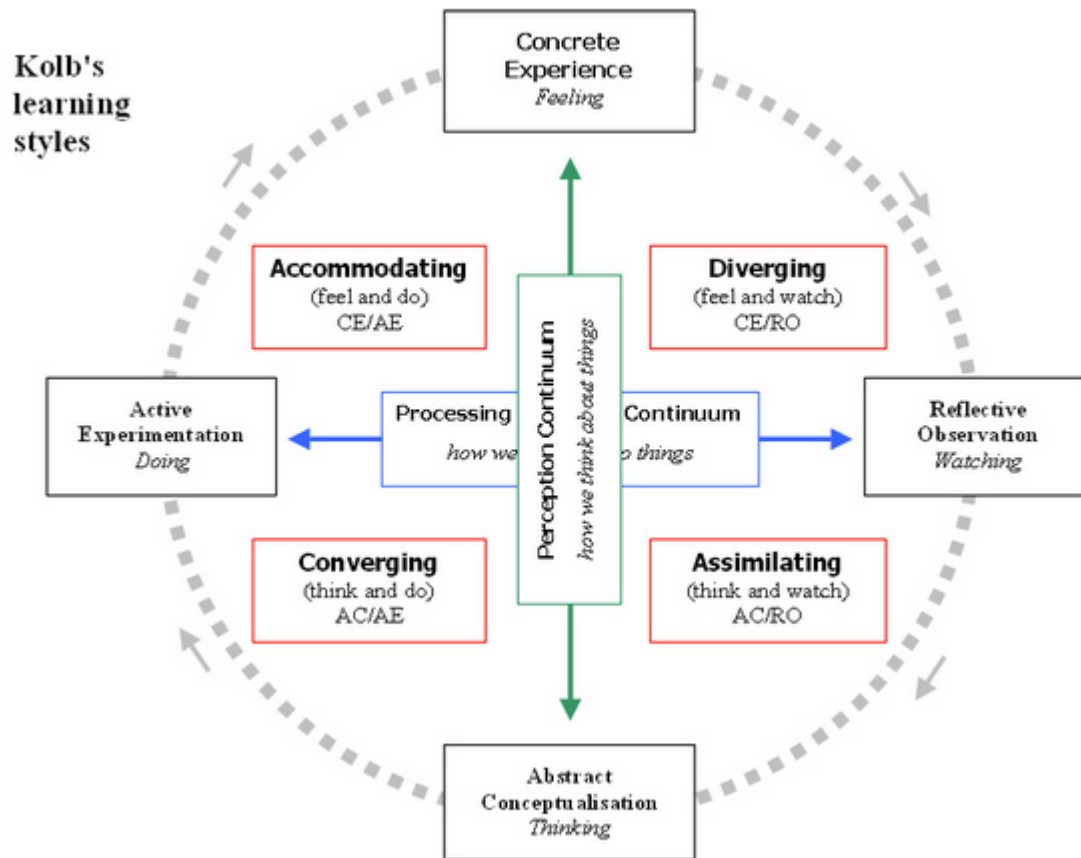 Kolb's
learning
styles
Concrete
Experience
Feeling
Accommodating
(feel and do)
CE/AE
Diverging
(feel and watch)
CE/RO
Active
Experimentation
Doing
Processing Continuum
how we things
Perception Continuum
how we think about things
Reflective
Observation
Watching
Converging
(think and do)
AC/AE
Assimilating
(think and watch)
AC/RO
Abstract
Conceptualisation
Thinking